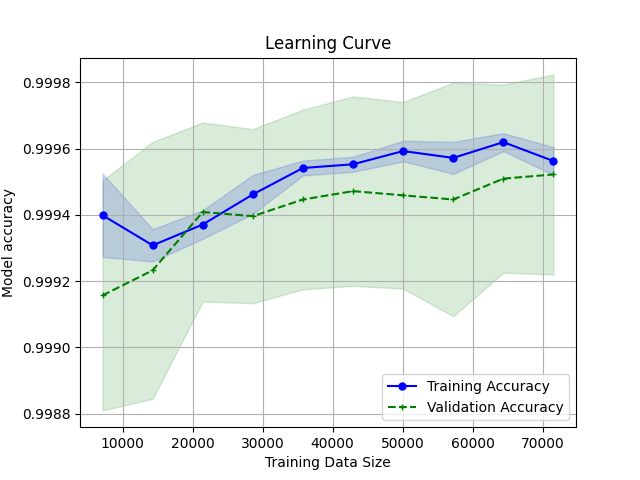 Learning Curve
Model accuracy
0.9998
0.9996
0.9994
0.9992
0.9990
0.9988
Training Accuracy
Validation Accuracy
10000 20000 30000 40000 50000 60000 70000
Training Data Size